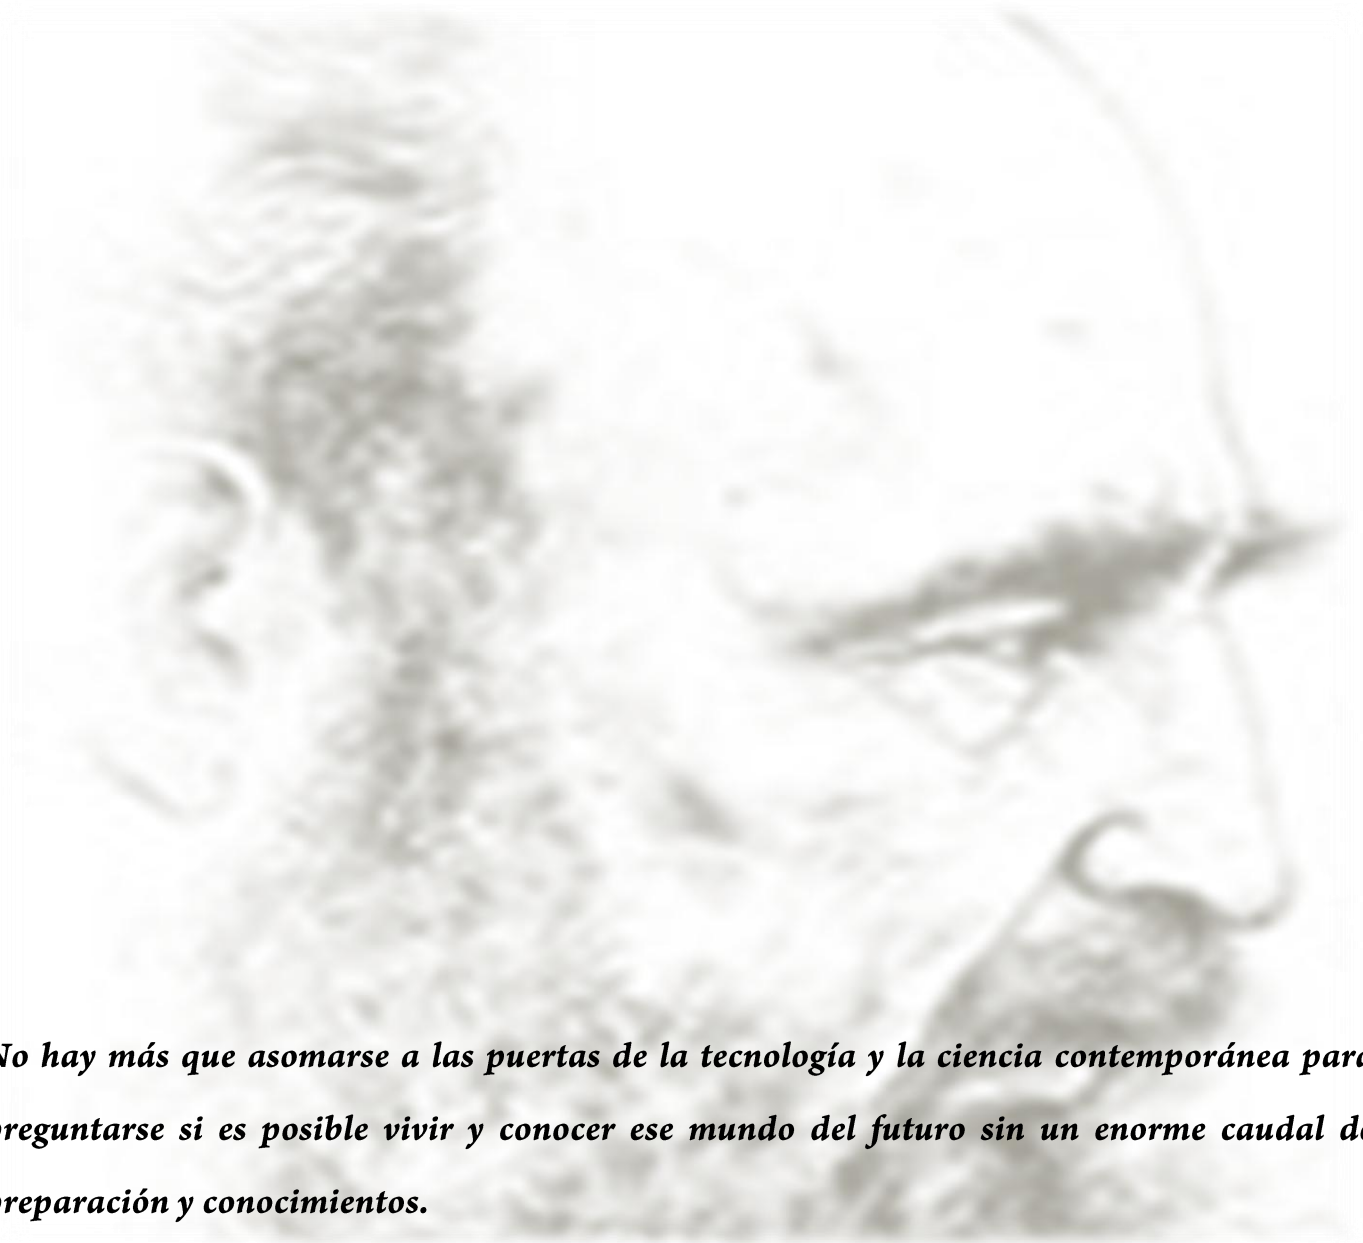 No hay más que asomarse a las puertas de la tecnología y la ciencia contemporánea para
preguntarse si es posible vivir y conocer ese mundo del futuro sin un enorme caudal de
preparación y conocimientos.